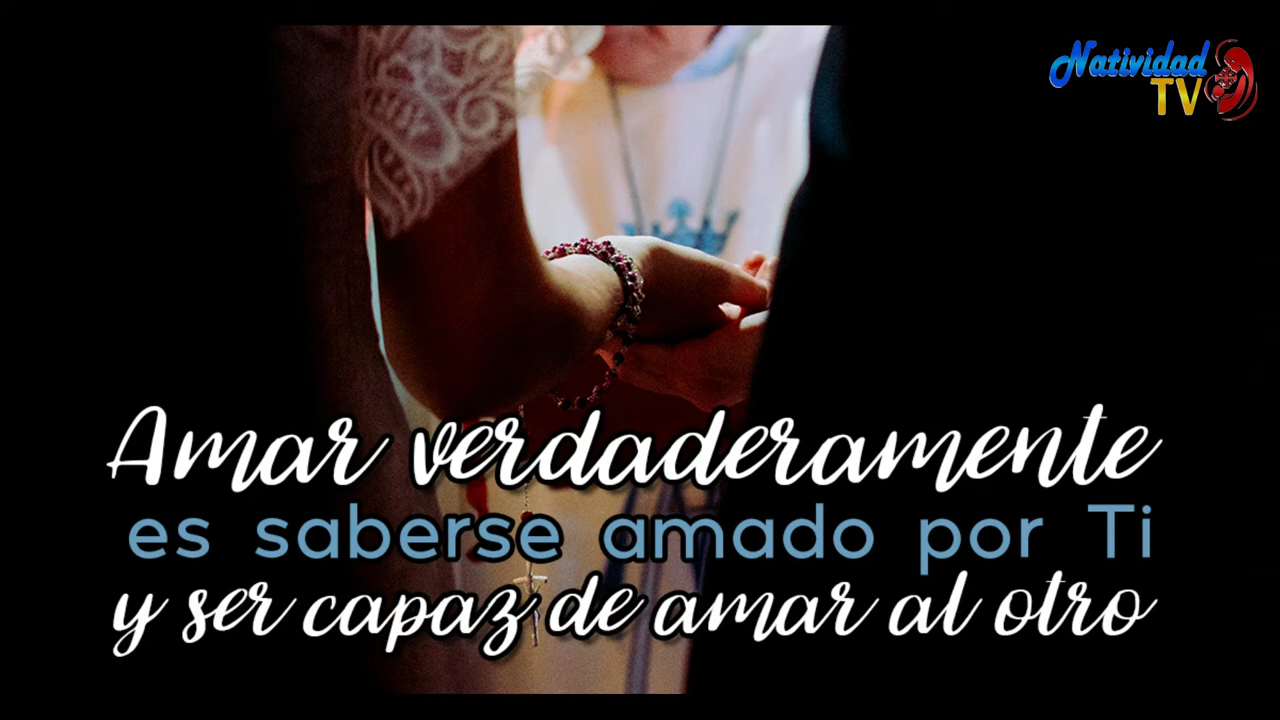 Natividad
TV
Amar verdaderamente
es saberse amado por Ti
y ser capaz de amar al otro